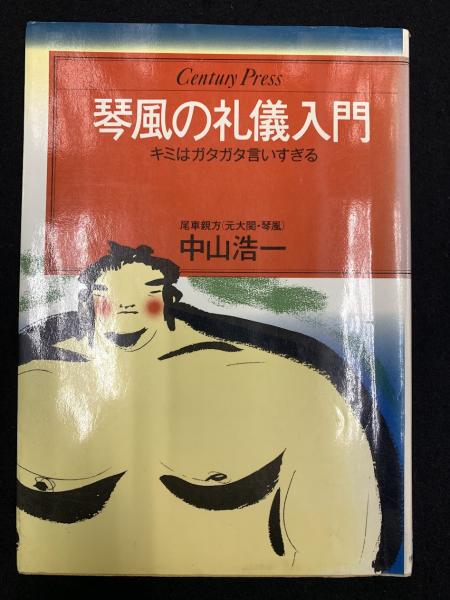 Century Press
琴風の礼儀入門
キミはガタガタ言いすぎる
尾車親方(元大関・琴風)
中山浩一